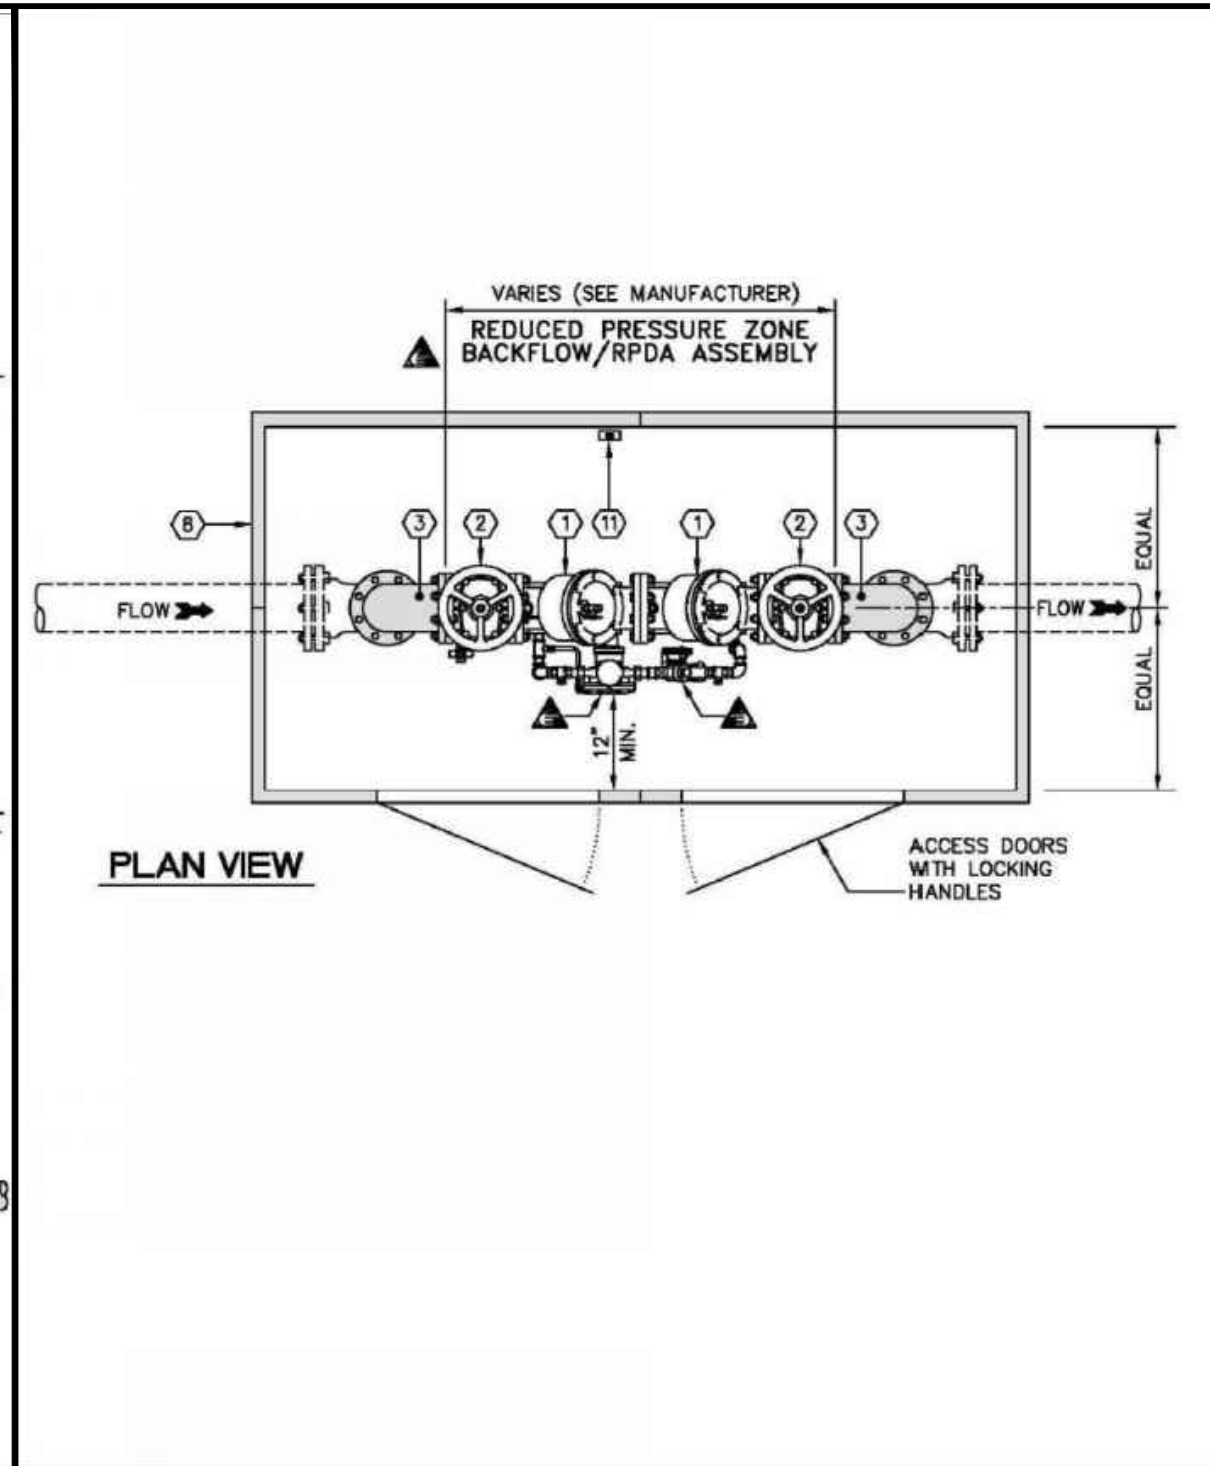 VARIES (SEE MANUFACTURER)
REDUCED PRESSURE ZONE
BACKFLOW/RPDA ASSEMBLY
8
3
2
1
11
1
2
3
FLOW
FLOW
EQUAL
EQUAL
12"
MIN.
PLAN VIEW
ACCESS DOORS
WITH LOCKING
HANDLES